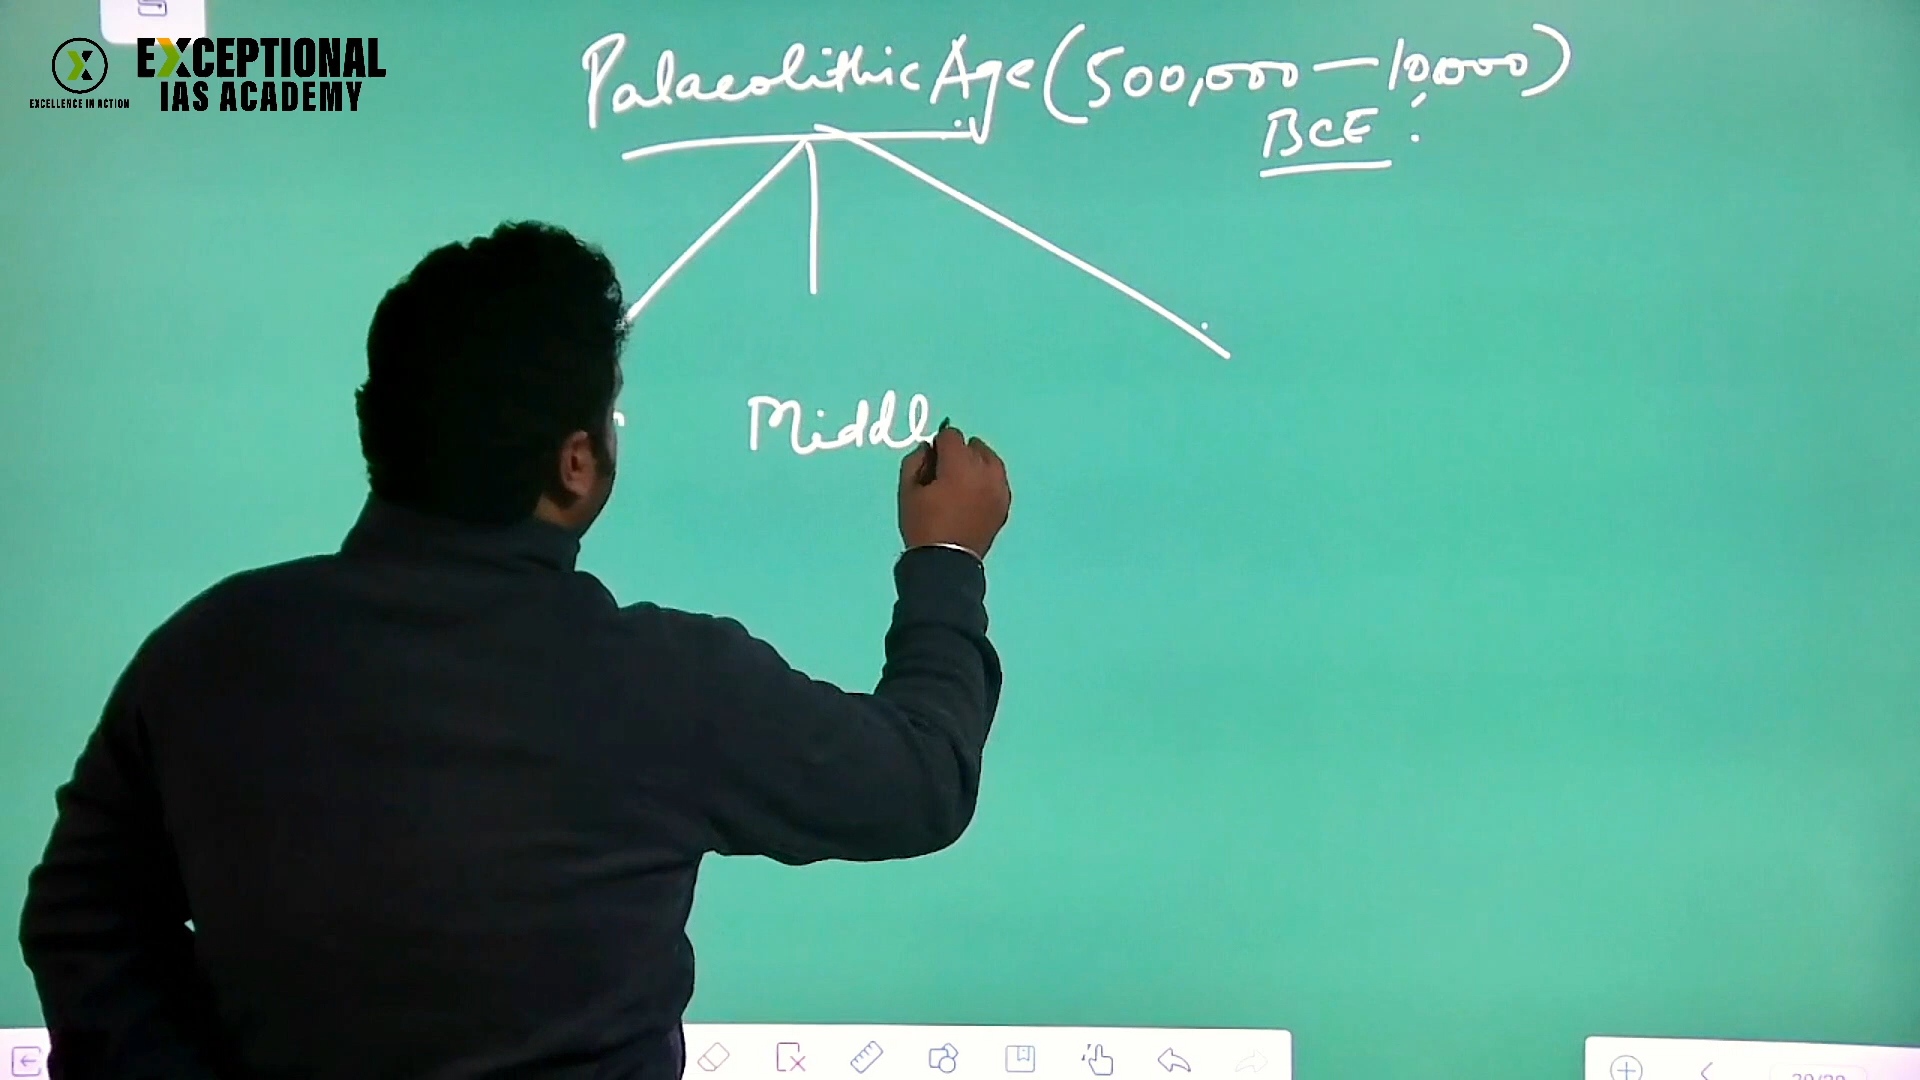 EXCEPTIONAL
IAS ACADEMY
EXCELLENCE IN ACTION
Palaeolithic Age (500,000 — 10,000)
BCE
Middl